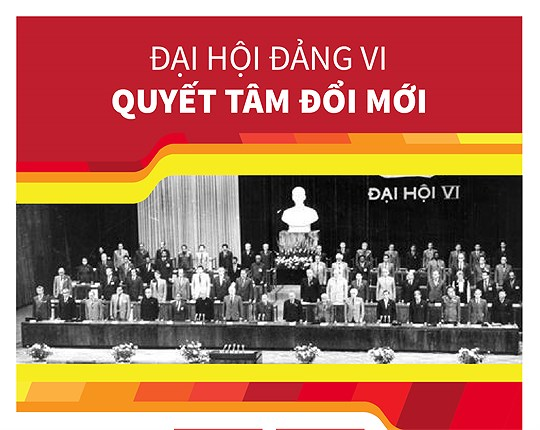 ĐẠI HỘI ĐẢNG VI
QUYẾT TÂM ĐỔI MỚI
ĐẠI HỘI VI